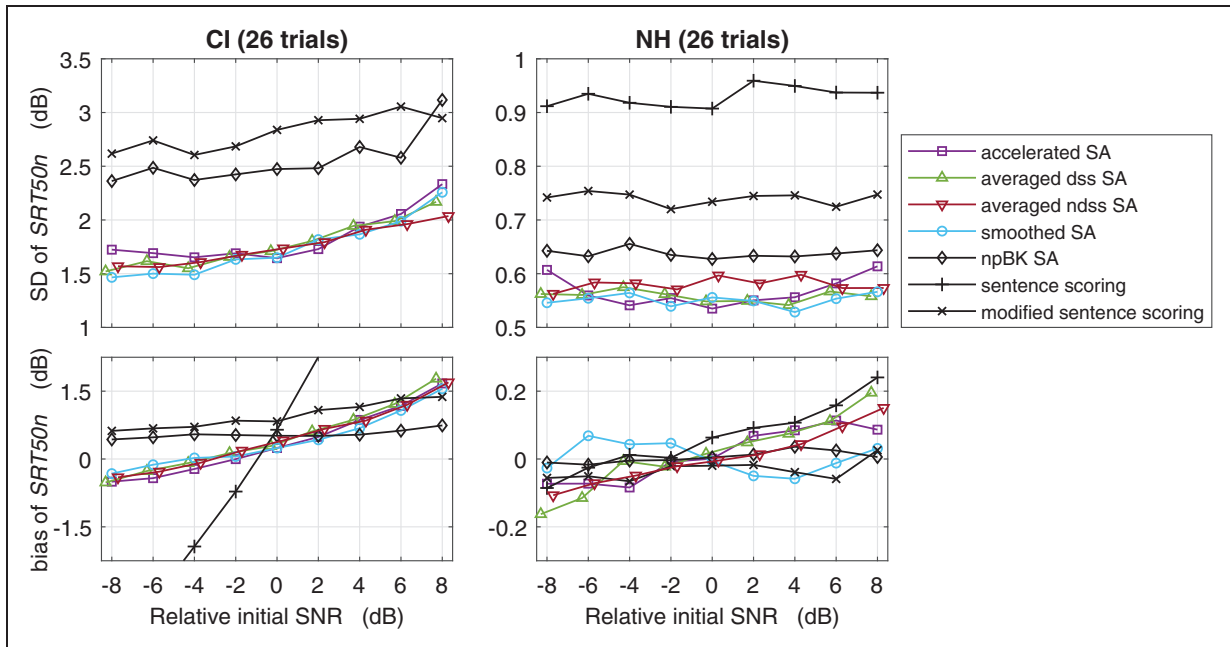 CI (26 trials)
NH (26 trials)
3.5
3
2.5
2
1.5
1
SD of SRT50n (dB)
1
0.9
0.8
0.7
0.6
0.5
accelerated SA
averaged dss SA
averaged ndss SA
smoothed SA
npBK SA
sentence scoring
modified sentence scoring
1.5
0
-1.5
bias of SRT50n (dB)
0.2
0
-0.2
-8 -6 -4 -2 0 2 4 6 8
Relative initial SNR (dB)
-8 -6 -4 -2 0 2 4 6 8
Relative initial SNR (dB)